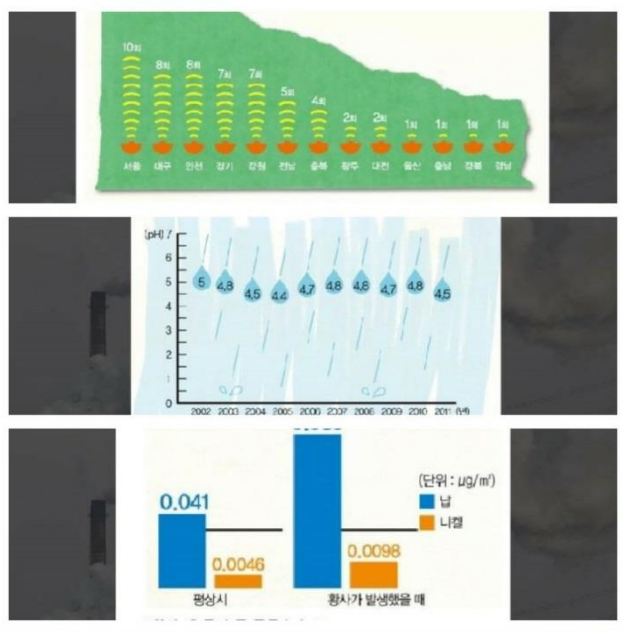 10회
8회 8회
7회 7회
5회
4회
2회 2회
1회 1회 1회 1회
서울 대구 인천 경기 강원 전남 충북 광주 대전 울산 충남 경북 경남
(pH) 7
6
5
4
3
2
1
0
5 4.8 4.5 4.4 4.7 4.8 4.8 4.7 4.8 4.5
2002 2003 2004 2005 2006 2007 2008 2009 2010 2011 (년)
(단위 : μg/㎥)
납
니켈
0.041
0.0046
0.0098
평상시
황사가 발생했을 때